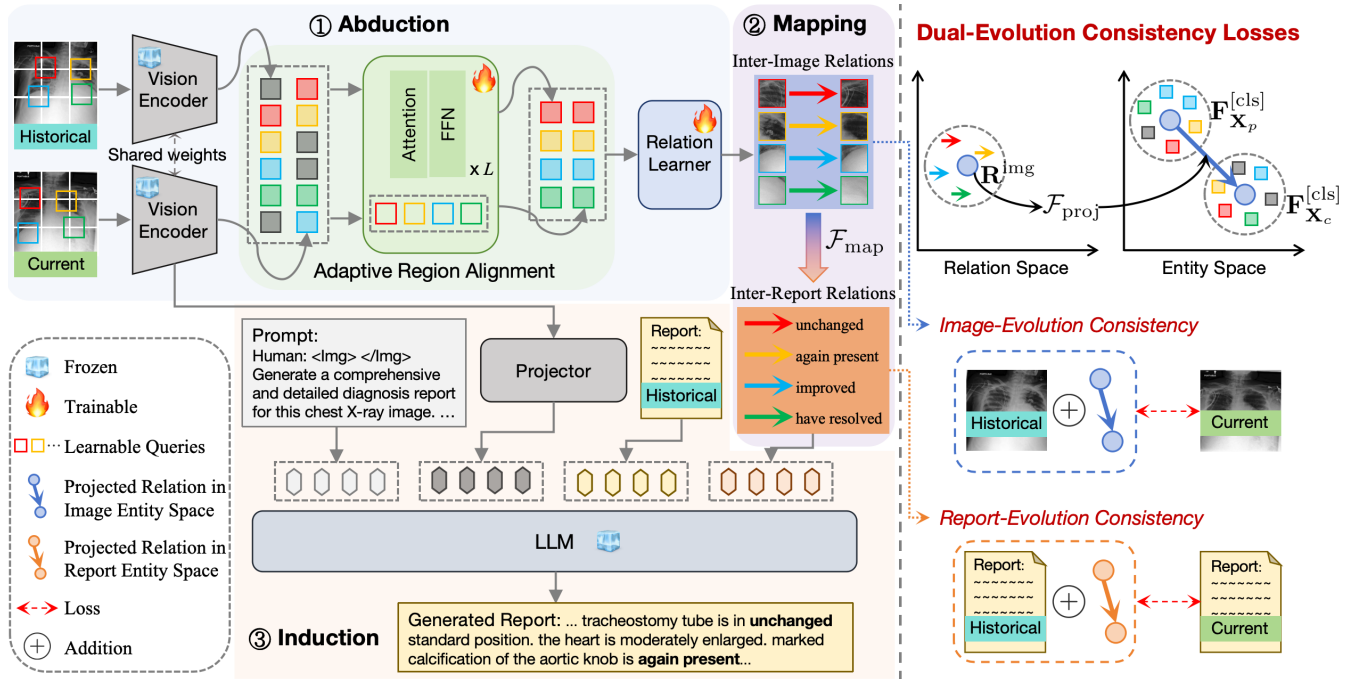 ① Abduction
Historical
Vision
Encoder
Shared weights
Vision
Encoder
Current
Attention
FFN
x L
Adaptive Region Alignment
Relation
Learner
② Mapping
Inter-Image Relations
F_map
Inter-Report Relations
unchanged
again present
improved
have resolved
Prompt:
Human: <Img> </Img>
Generate a comprehensive
and detailed diagnosis report
for this chest X-ray image. ...
Projector
Report:
~~~~~~~
~~~~~~~
~~~~~~~
Historical
LLM
③ Induction
Generated Report: ... tracheostomy tube is in unchanged
standard position. the heart is moderately enlarged. marked
calcification of the aortic knob is again present...
Frozen
Trainable
··· Learnable Queries
Projected Relation in
Image Entity Space
Projected Relation in
Report Entity Space
Loss
Addition
Dual-Evolution Consistency Losses
R^img
F_proj
F_{X_p}^{[cls]}
F_{X_c}^{[cls]}
Relation Space
Entity Space
Image-Evolution Consistency
Historical
Current
Report-Evolution Consistency
Report:
~~~~~~~
~~~~~~~
~~~~~~~
Historical
Report:
~~~~~~~
~~~~~~~
~~~~~~~
Current